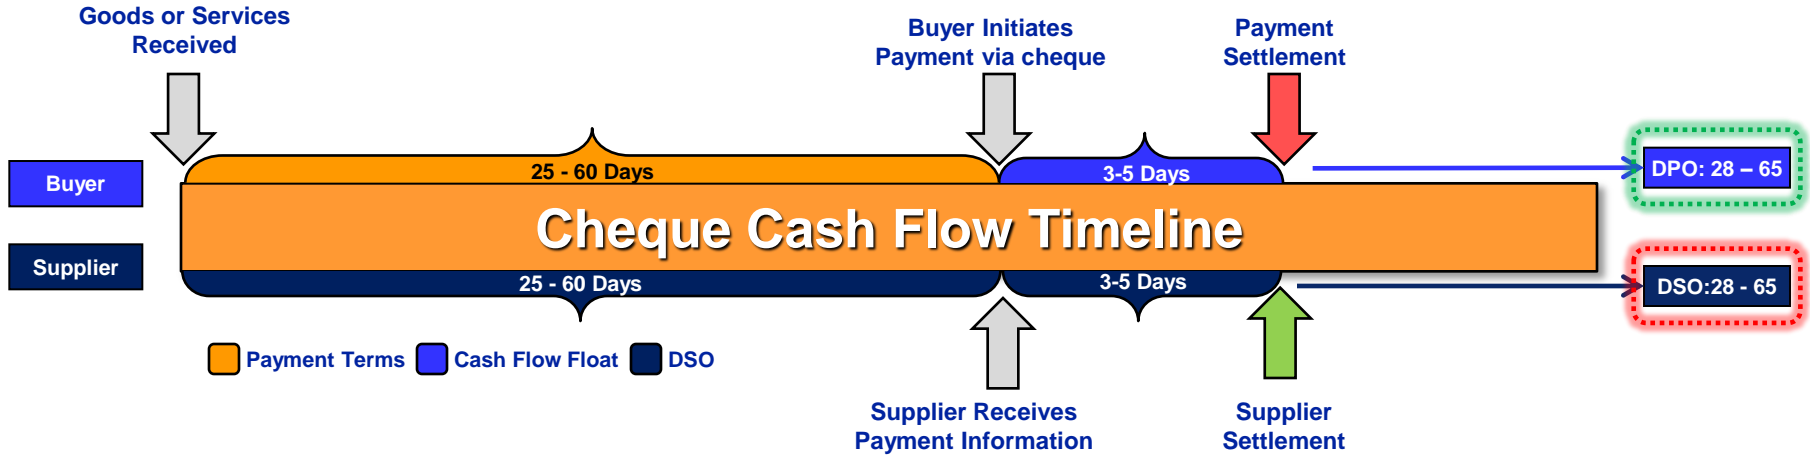 Goods or Services
Received
Buyer Initiates
Payment via cheque
Payment
Settlement
Buyer
25 - 60 Days
3-5 Days
DPO: 28 – 65
Cheque Cash Flow Timeline
Supplier
25 - 60 Days
3-5 Days
DSO:28 - 65
Payment Terms
Cash Flow Float
DSO
Supplier Receives
Payment Information
Supplier
Settlement